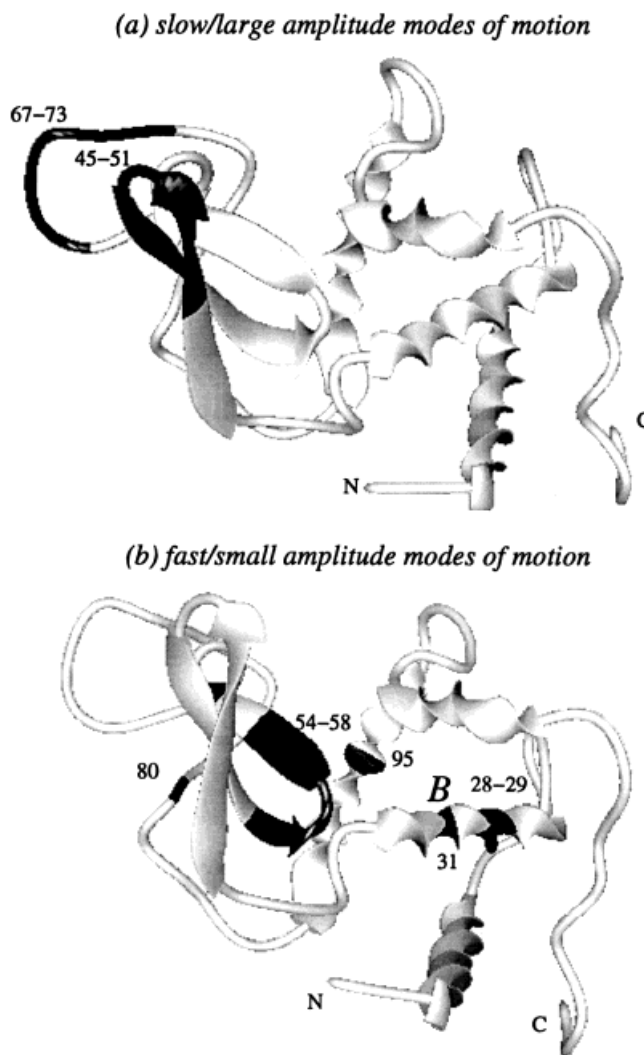 (a) slow/large amplitude modes of motion
67–73
45–51
C
N
(b) fast/small amplitude modes of motion
54–58
80
95
B
28–29
31
N
C